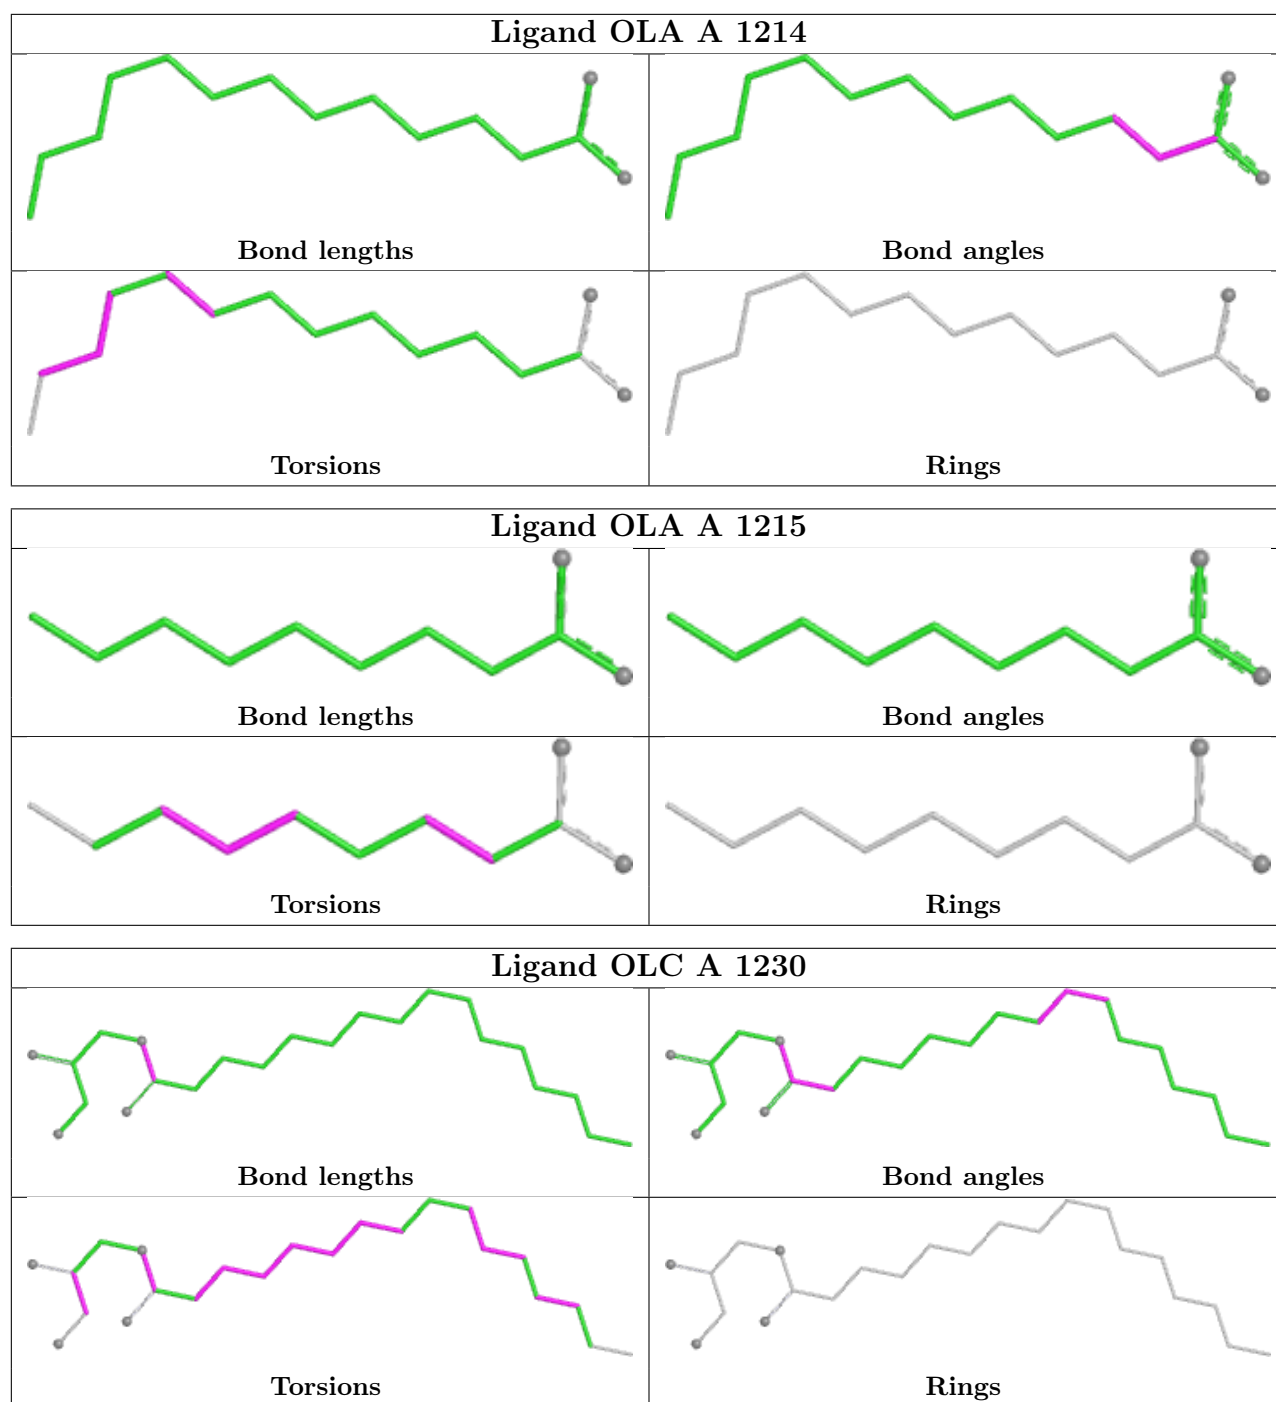 Ligand OLA A 1214
Bond lengths
Bond angles
Torsions
Rings
Ligand OLA A 1215
Bond lengths
Bond angles
Torsions
Rings
Ligand OLC A 1230
Bond lengths
Bond angles
Torsions
Rings